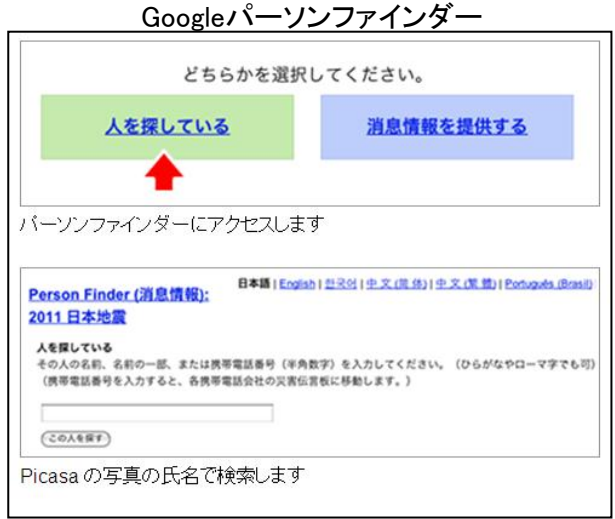 Googleパーソンファインダー
どちらかを選択してください。
人を探している
消息情報を提供する
パーソンファインダーにアクセスします
日本語 | English | 한국어 | 中文(简体) | 中文(繁體) | Português (Brasil)
Person Finder (消息情報):
2011 日本地震
人を探している
その人の名前、名前の一部、または携帯電話番号（半角数字）を入力してください。（ひらがなやローマ字でも可）
（携帯電話番号を入力すると、各携帯電話会社の災害伝言板に移動します。）
この人を探す
Picasa の写真の氏名で検索します